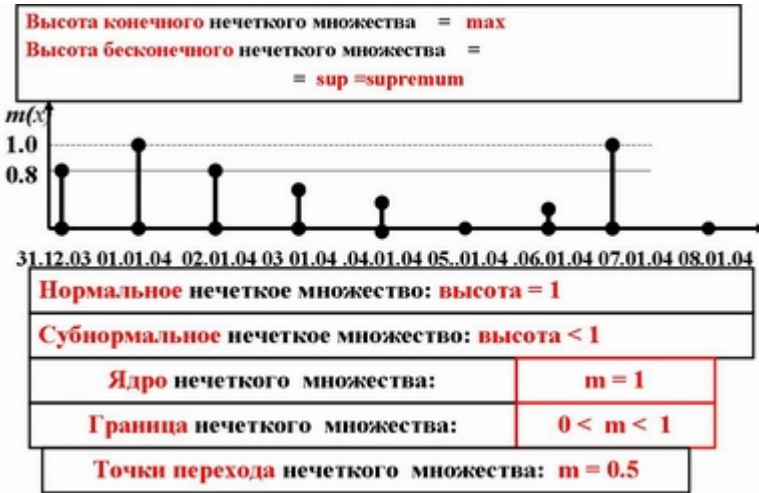 Высота конечного нечеткого множества = max
Высота бесконечного нечеткого множества =
= sup =supremum
m(x)
1.0
0.8
31.12.03 01.01.04 02.01.04 03 01.04 .04.01.04 05..01.04 .06.01.04 07.01.04 08.01.04
Нормальное нечеткое множество: высота = 1
Субнормальное нечеткое множество: высота < 1
Ядро нечеткого множества: m = 1
Граница нечеткого множества: 0 < m < 1
Точки перехода нечеткого множества: m = 0.5